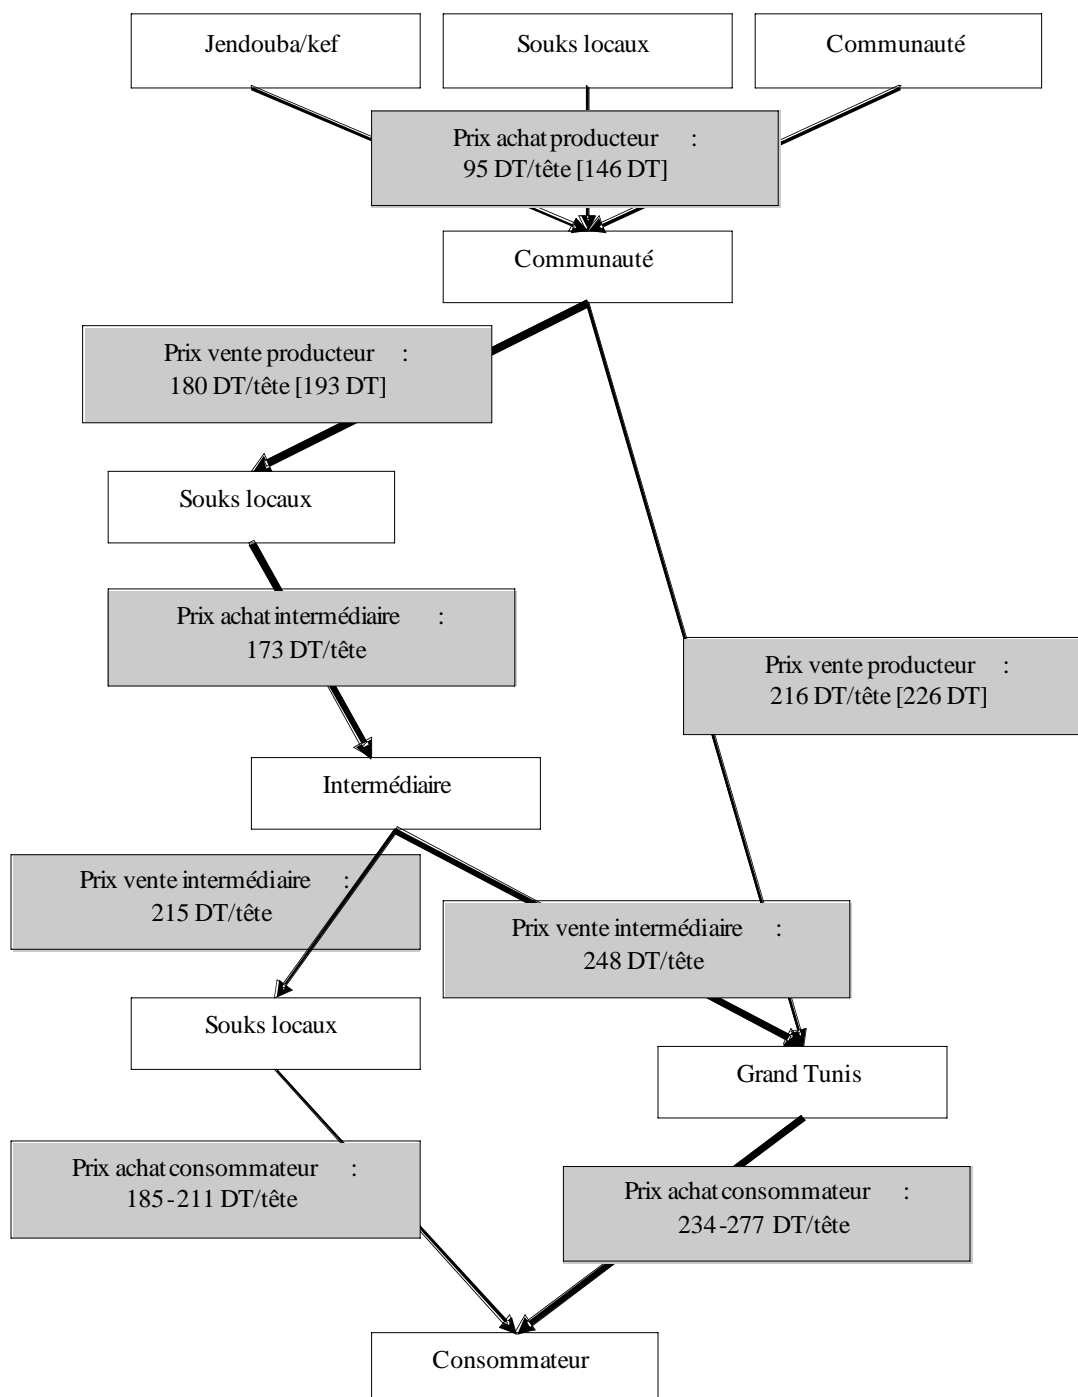 Jendouba/kef
Souks locaux
Communauté
Prix achat producteur :
95 DT/tête [146 DT]
Communauté
Prix vente producteur :
180 DT/tête [193 DT]
Souks locaux
Prix achat intermédiaire :
173 DT/tête
Prix vente producteur :
216 DT/tête [226 DT]
Intermédiaire
Prix vente intermédiaire :
215 DT/tête
Prix vente intermédiaire :
248 DT/tête
Souks locaux
Grand Tunis
Prix achat consommateur :
185-211 DT/tête
Prix achat consommateur :
234-277 DT/tête
Consommateur